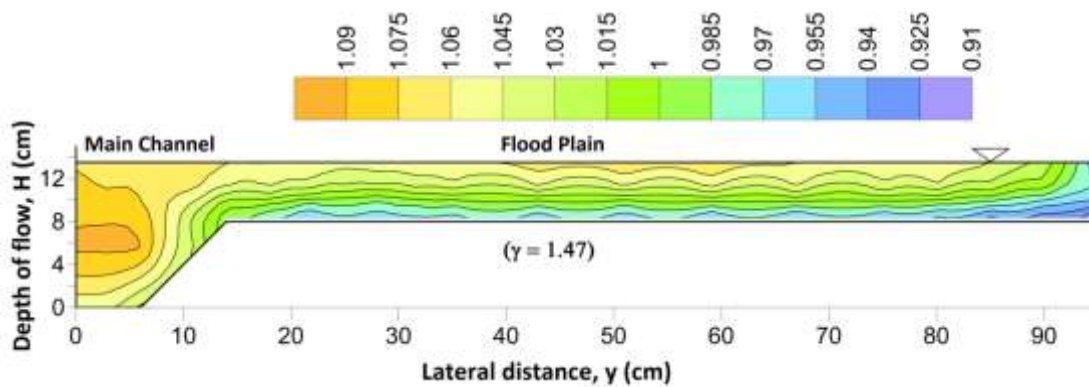 1.09 1.075 1.06 1.045 1.03 1.015 1 0.985 0.97 0.955 0.94 0.925 0.91
Main Channel Flood Plain
Depth of flow, H (cm)
12
8
4
0
(γ = 1.47)
0 10 20 30 40 50 60 70 80 90
Lateral distance, y (cm)